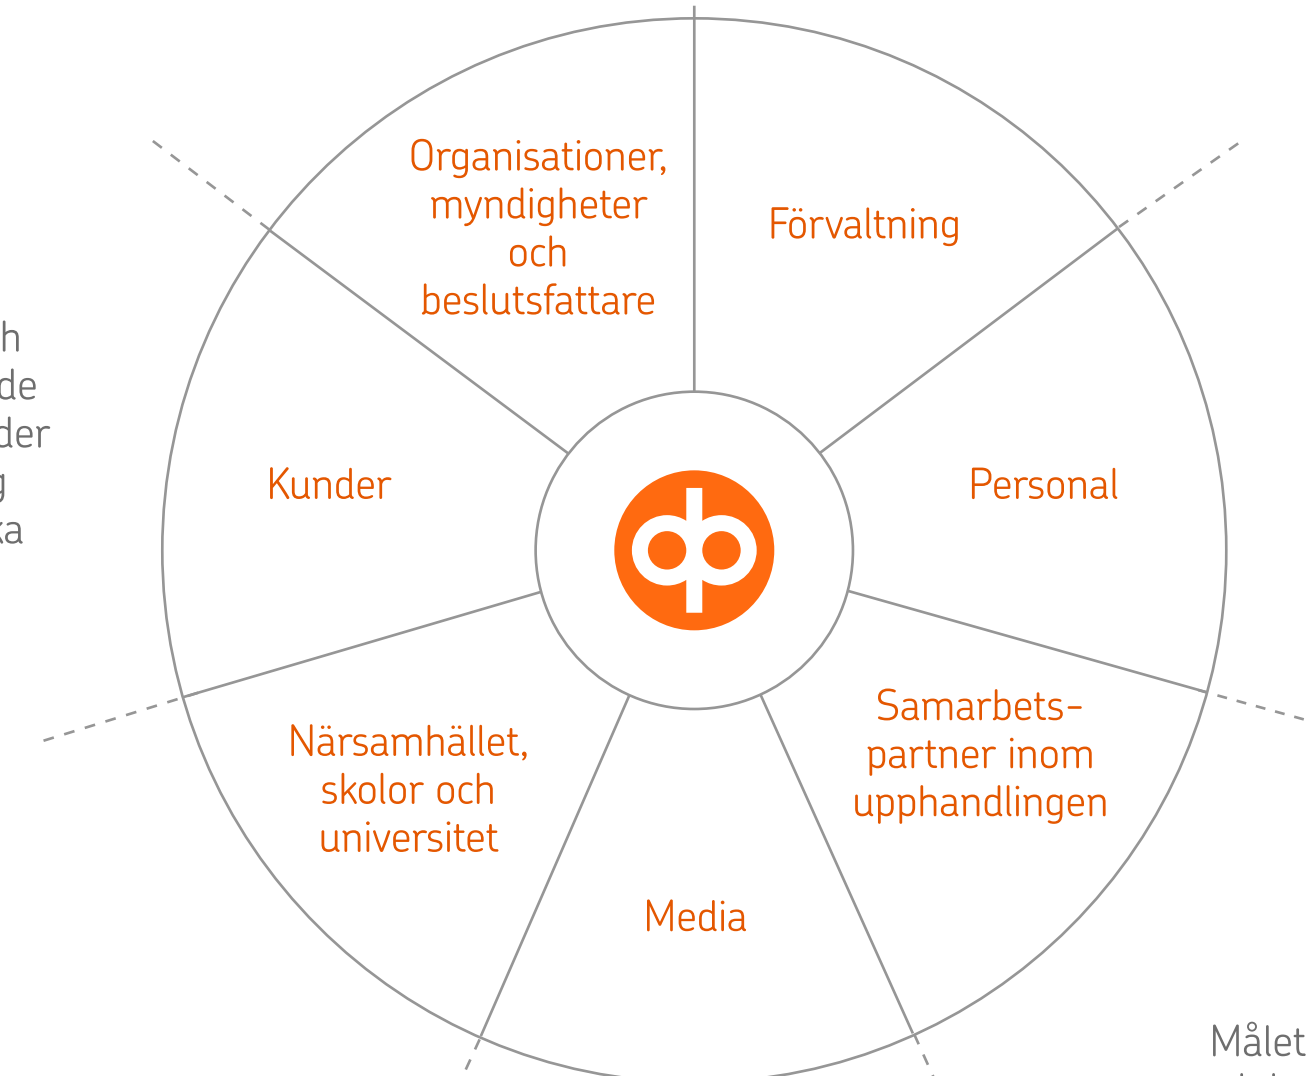 Organisationer,
myndigheter
och
beslutsfattare
Förvaltning
Kunder
Personal
Närsamhället,
skolor och
universitet
Samarbets-
partner inom
upphandlingen
Media
Målet